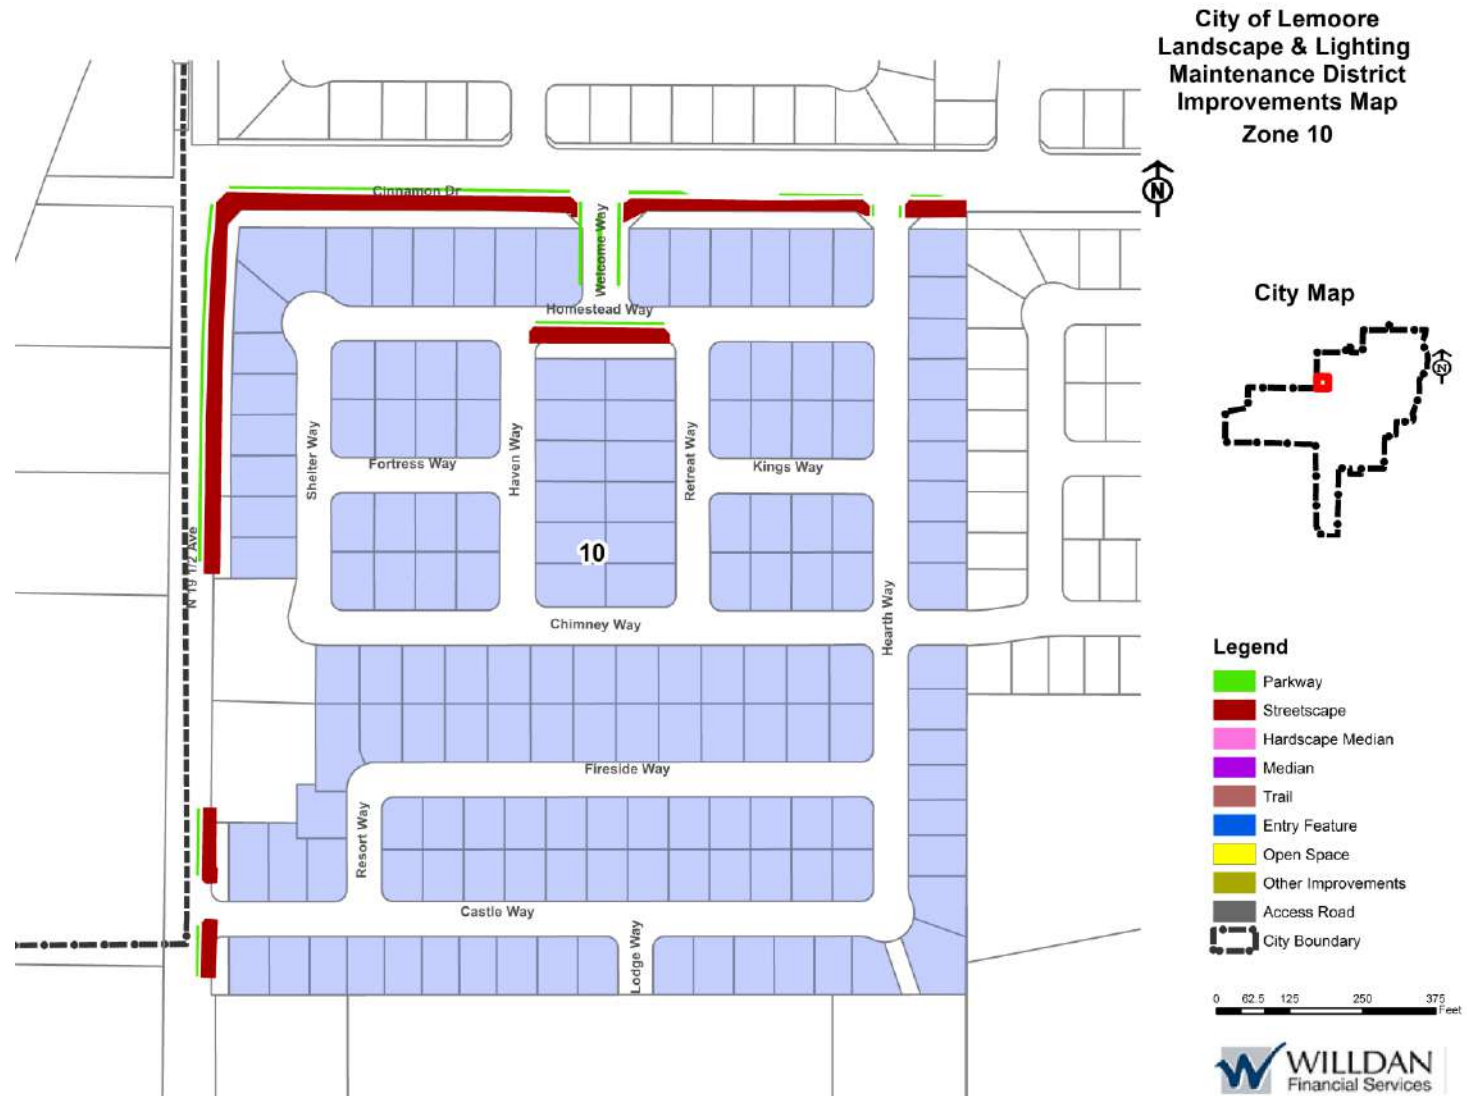 City of Lemoore
Landscape & Lighting
Maintenance District
Improvements Map
Zone 10
N
Cinnamon Dr
Welcome Way
Homestead Way
City Map
N
Shelter Way
Haven Way
Retreat Way
Fortress Way
Kings Way
10
N 19 1/2 Ave
Chimney Way
Hearth Way
Fireside Way
Resort Way
Castle Way
Lodge Way
Legend
Parkway
Streetscape
Hardscape Median
Median
Trail
Entry Feature
Open Space
Other Improvements
Access Road
City Boundary
0 62.5 125 250 375
Feet
W WILLDAN
Financial Services